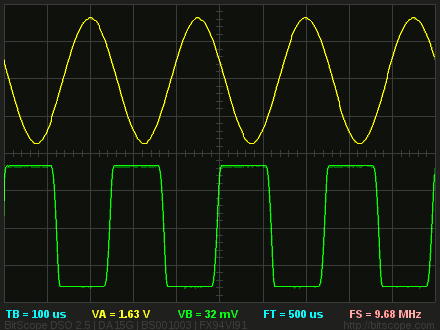 TB = 100 us VA = 1.63 V VB = 32 mV FT = 500 us FS = 9.68 MHz
BitScope DSO 2.5 | DA15G | BS001003 | FX94VI91 http://bitscope.com